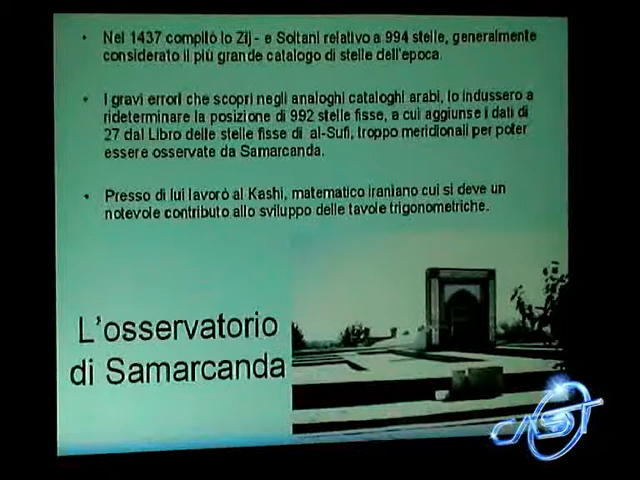 • Nel 1437 compilò lo Zij - e Soltani relativo a 994 stelle, generalmente
considerato il più grande catalogo di stelle dell'epoca
• I gravi errori che scoprì negli analoghi cataloghi arabi, lo indussero a
rideterminare la posizione di 992 stelle fisse, a cui aggiunse i dati di
27 dal Libro delle stelle fisse di al-Sufi, troppo meridionali per poter
essere osservate da Samarcanda.
• Presso di lui lavorò al Kashi, matematico iraniano cui si deve un
notevole contributo allo sviluppo delle tavole trigonometriche.
L'osservatorio
di Samarcanda
CAST